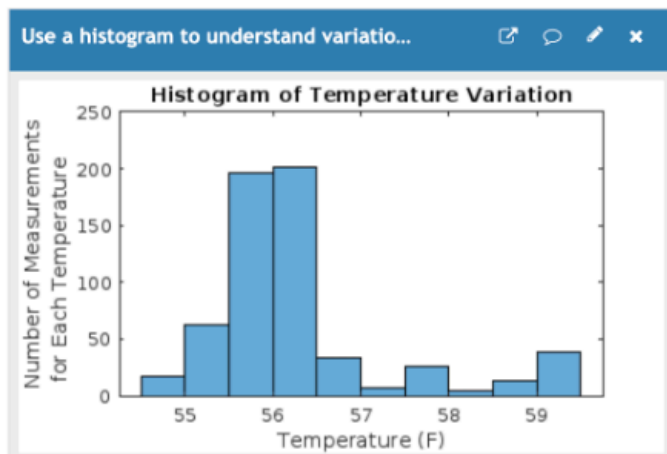 Use a histogram to understand variatio...
Histogram of Temperature Variation
Number of Measurements
for Each Temperature
250
200
150
100
50
0
55 56 57 58 59
Temperature (F)